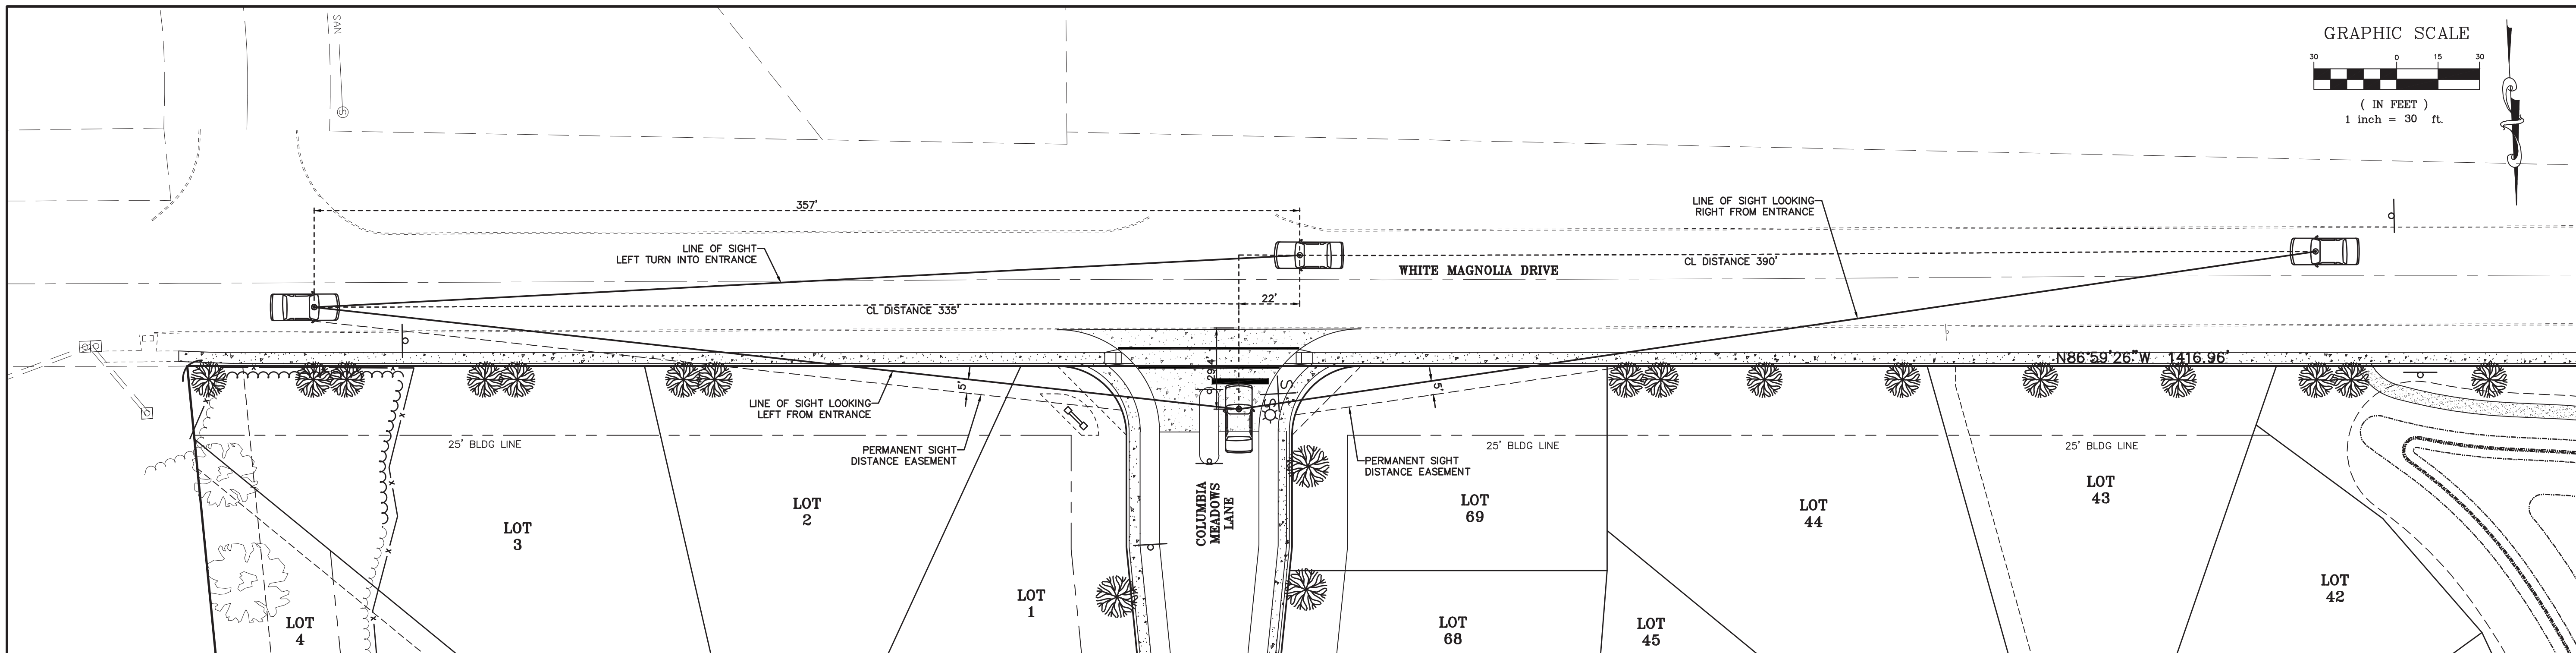 SAN
S
GRAPHIC SCALE
30 0 15 30
( IN FEET )
1 inch = 30 ft.
357'
LINE OF SIGHT
LEFT TURN INTO ENTRANCE
LINE OF SIGHT LOOKING
RIGHT FROM ENTRANCE
CL DISTANCE 390'
WHITE MAGNOLIA DRIVE
22'
CL DISTANCE 335'
N86°59'26"W 1416.96'
5'
5'
S
S
LINE OF SIGHT LOOKING
LEFT FROM ENTRANCE
25' BLDG LINE
25' BLDG LINE
25' BLDG LINE
PERMANENT SIGHT
DISTANCE EASEMENT
PERMANENT SIGHT
DISTANCE EASEMENT
COLUMBIA
MEADOWS
LANE
LOT
4
LOT
3
LOT
2
LOT
1
LOT
69
LOT
68
LOT
45
LOT
44
LOT
43
LOT
42